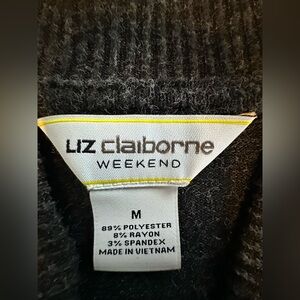 LIZ claiborne
WEEKEND
M
89% POLYESTER
8% RAYON
3% SPANDEX
MADE IN VIETNAM